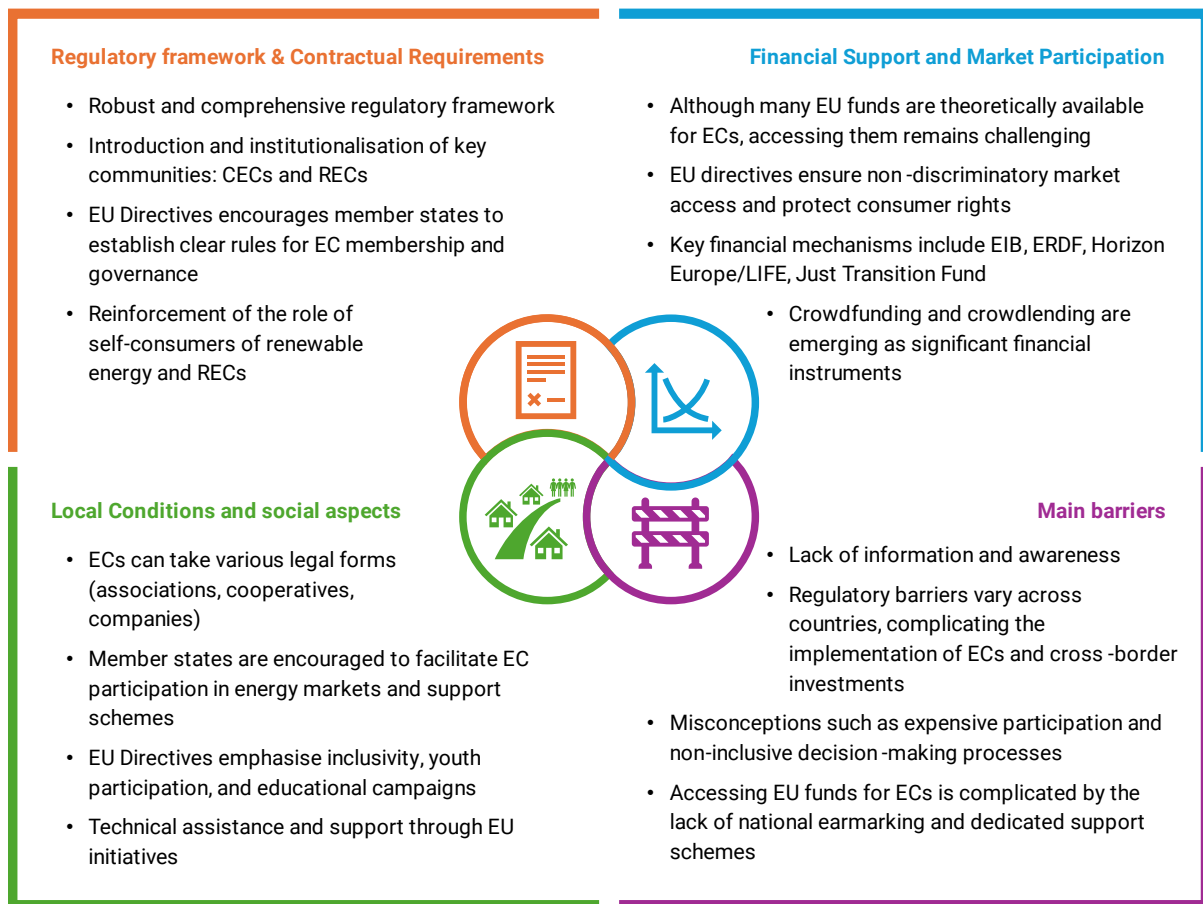 Regulatory framework & Contractual Requirements
• Robust and comprehensive regulatory framework
• Introduction and institutionalisation of key
communities: CECs and RECs
• EU Directives encourages member states to
establish clear rules for EC membership and
governance
• Reinforcement of the role of
self-consumers of renewable
energy and RECs
Financial Support and Market Participation
• Although many EU funds are theoretically available
for ECs, accessing them remains challenging
• EU directives ensure non -discriminatory market
access and protect consumer rights
• Key financial mechanisms include EIB, ERDF, Horizon
Europe/LIFE, Just Transition Fund
• Crowdfunding and crowdlending are
emerging as significant financial
instruments
Local Conditions and social aspects
• ECs can take various legal forms
(associations, cooperatives,
companies)
• Member states are encouraged to facilitate EC
participation in energy markets and support
schemes
• EU Directives emphasise inclusivity, youth
participation, and educational campaigns
• Technical assistance and support through EU
initiatives
Main barriers
• Lack of information and awareness
• Regulatory barriers vary across
countries, complicating the
implementation of ECs and cross -border
investments
• Misconceptions such as expensive participation and
non-inclusive decision -making processes
• Accessing EU funds for ECs is complicated by the
lack of national earmarking and dedicated support
schemes